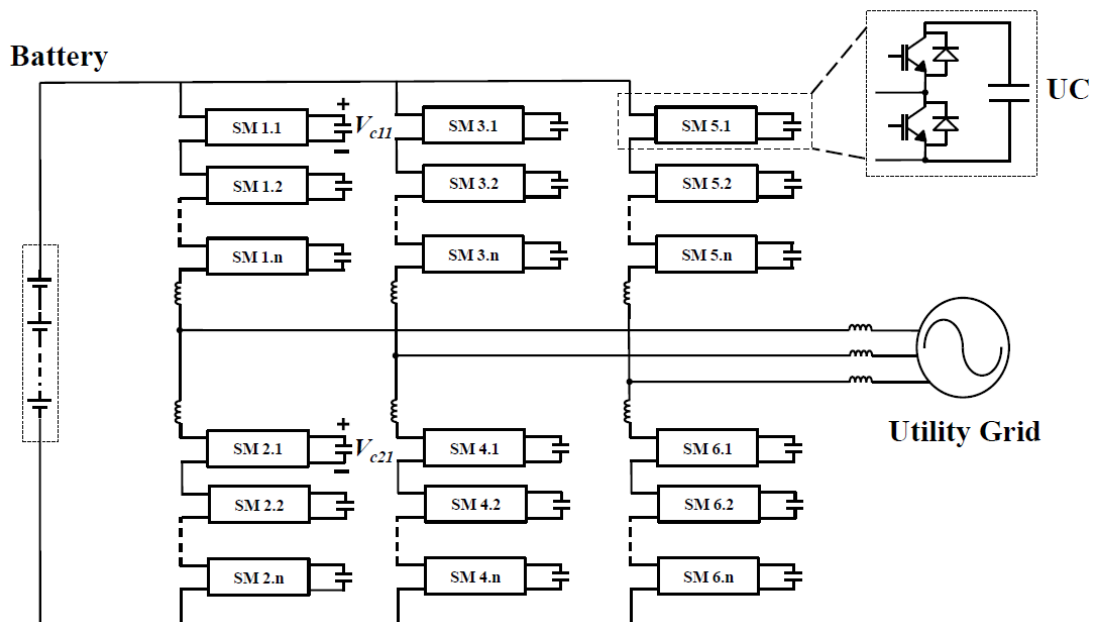 Battery
UC
SM 1.1
V_c11
+
−
SM 3.1
SM 5.1
SM 1.2
SM 3.2
SM 5.2
SM 1.n
SM 3.n
SM 5.n
Utility Grid
SM 2.1
V_c21
+
−
SM 4.1
SM 6.1
SM 2.2
SM 4.2
SM 6.2
SM 2.n
SM 4.n
SM 6.n